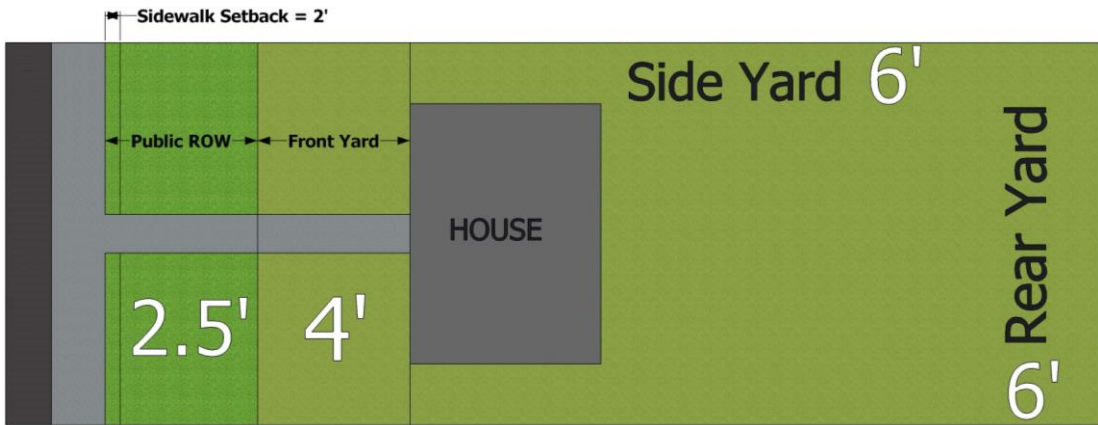 Sidewalk Setback = 2'
Side Yard 6'
Public ROW
Front Yard
HOUSE
2.5'
4'
Rear Yard
6'